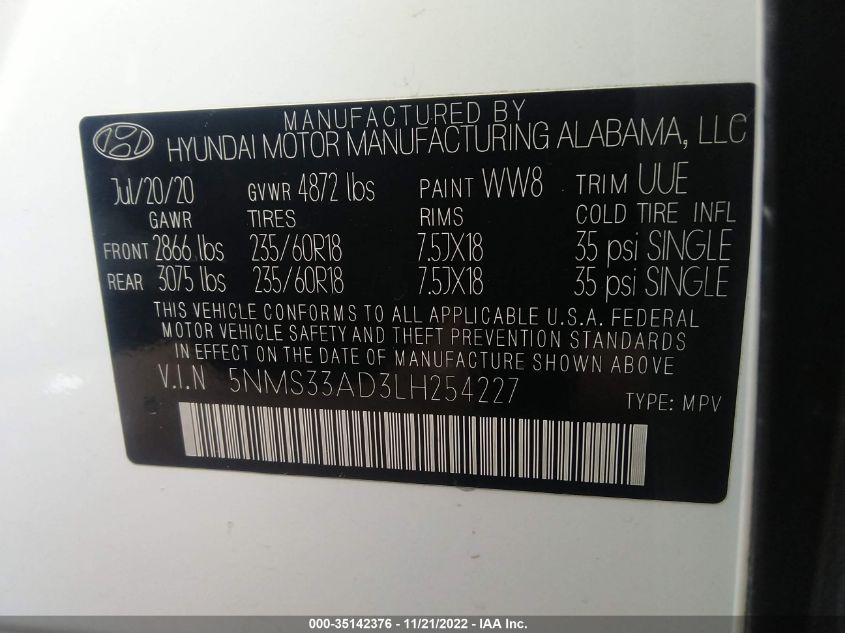 MANUFACTURED BY
HYUNDAI MOTOR MANUFACTURING ALABAMA, LLC
Jul/20/20 GVWR 4872 lbs PAINT WW8 TRIM UUE
GAWR TIRES RIMS COLD TIRE INFL
FRONT 2866 lbs 235/60R18 7.5JX18 35 psi SINGLE
REAR 3075 lbs 235/60R18 7.5JX18 35 psi SINGLE
THIS VEHICLE CONFORMS TO ALL APPLICABLE U.S.A. FEDERAL
MOTOR VEHICLE SAFETY AND THEFT PREVENTION STANDARDS
IN EFFECT ON THE DATE OF MANUFACTURE SHOWN ABOVE
V.I.N 5NMS33AD3LH254227 TYPE: MPV
000-35142376 - 11/21/2022 - IAA Inc.